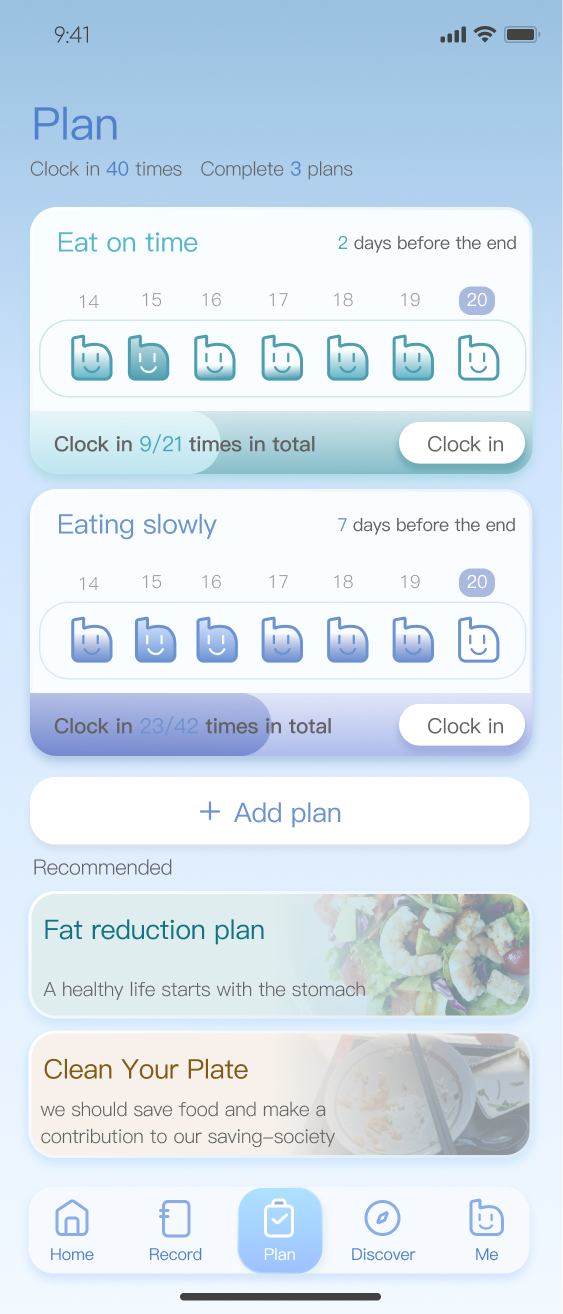 9:41
Plan
Clock in 40 times Complete 3 plans
Eat on time 2 days before the end
14 15 16 17 18 19 20
Clock in 9/21 times in total Clock in
Eating slowly 7 days before the end
14 15 16 17 18 19 20
Clock in 23/42 times in total Clock in
+ Add plan
Recommended
Fat reduction plan
A healthy life starts with the stomach
Clean Your Plate
we should save food and make a
contribution to our saving-society
Home Record Plan Discover Me